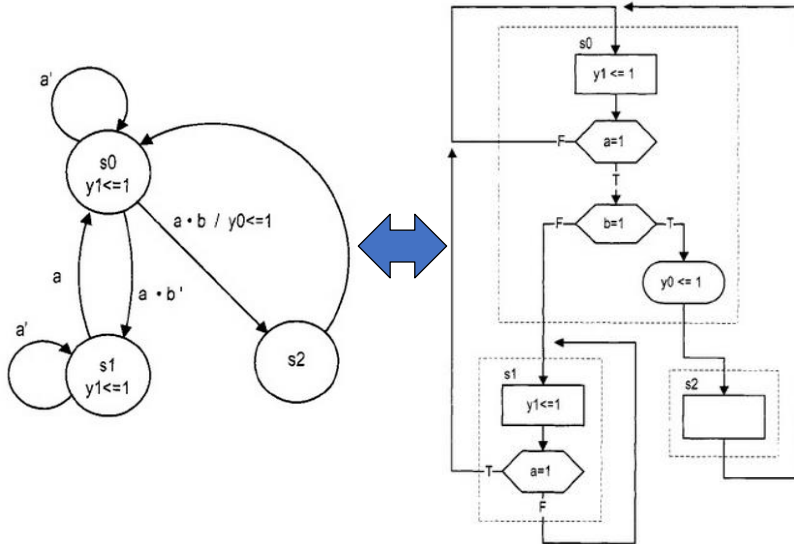 a'
s0
y1<=1
a • b / y0<=1
a
a • b '
a'
s1
y1<=1
s2
s0
y1 <= 1
F
a=1
T
F
b=1
T
y0 <= 1
s1
y1<=1
T
a=1
F
s2